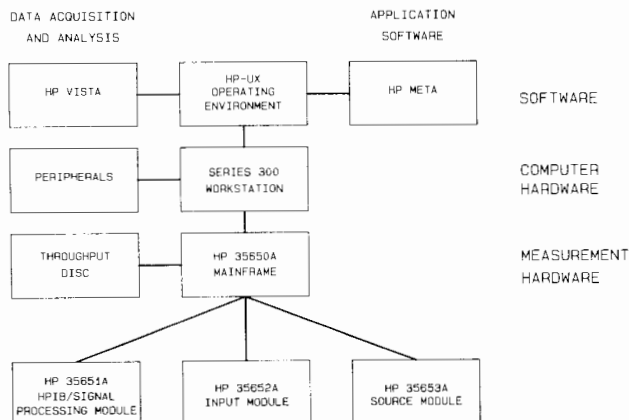 DATA ACQUISITION
AND ANALYSIS
APPLICATION
SOFTWARE
HP VISTA
HP-UX
OPERATING
ENVIRONMENT
HP META
SOFTWARE
PERIPHERALS
SERIES 300
WORKSTATION
COMPUTER
HARDWARE
THROUGHPUT
DISC
HP 35650A
MAINFRAME
MEASUREMENT
HARDWARE
HP 35651A
HPIB/SIGNAL
PROCESSING MODULE
HP 35652A
INPUT MODULE
HP 35653A
SOURCE MODULE